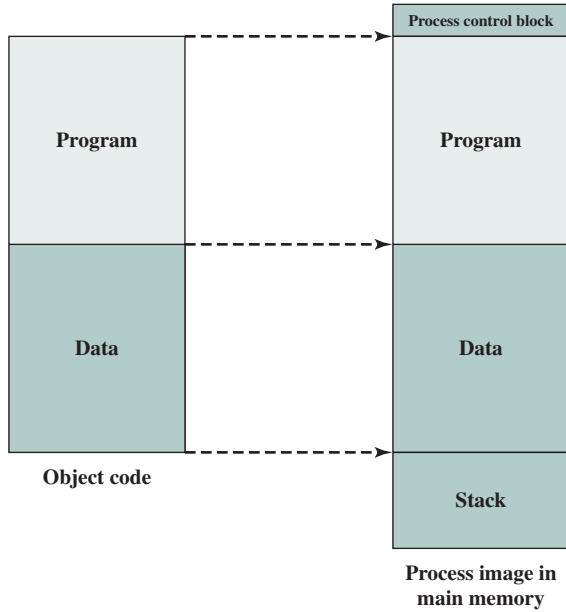 Process control block
Program
Program
Data
Data
Object code
Stack
Process image in
main memory